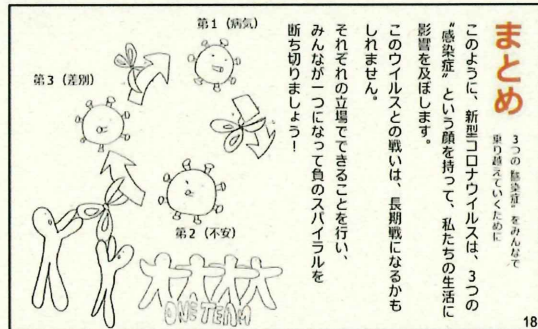 まとめ
3つの“感染症”をみんなで
乗り越えていくために
このように、新型コロナウイルスは、3つの
“感染症”という顔を持って、私たちの生活に
影響を及ぼします。
このウイルスとの戦いは、長期戦になるかも
しれません。
それぞれの立場でできることを行い、
みんなが一つになって負のスパイラルを
断ち切りましょう！
第1（病気）
第3（差別）
第2（不安）
ONE TEAM
18